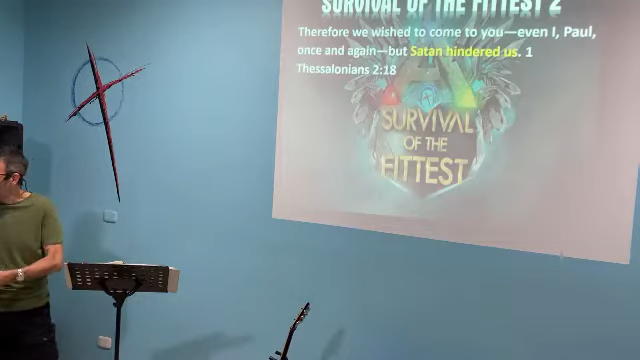 SURVIVAL OF THE FITTEST 2
Therefore we wished to come to you—even I, Paul,
once and again—but Satan hindered us. 1
Thessalonians 2:18
SURVIVAL
OF THE
FITTEST